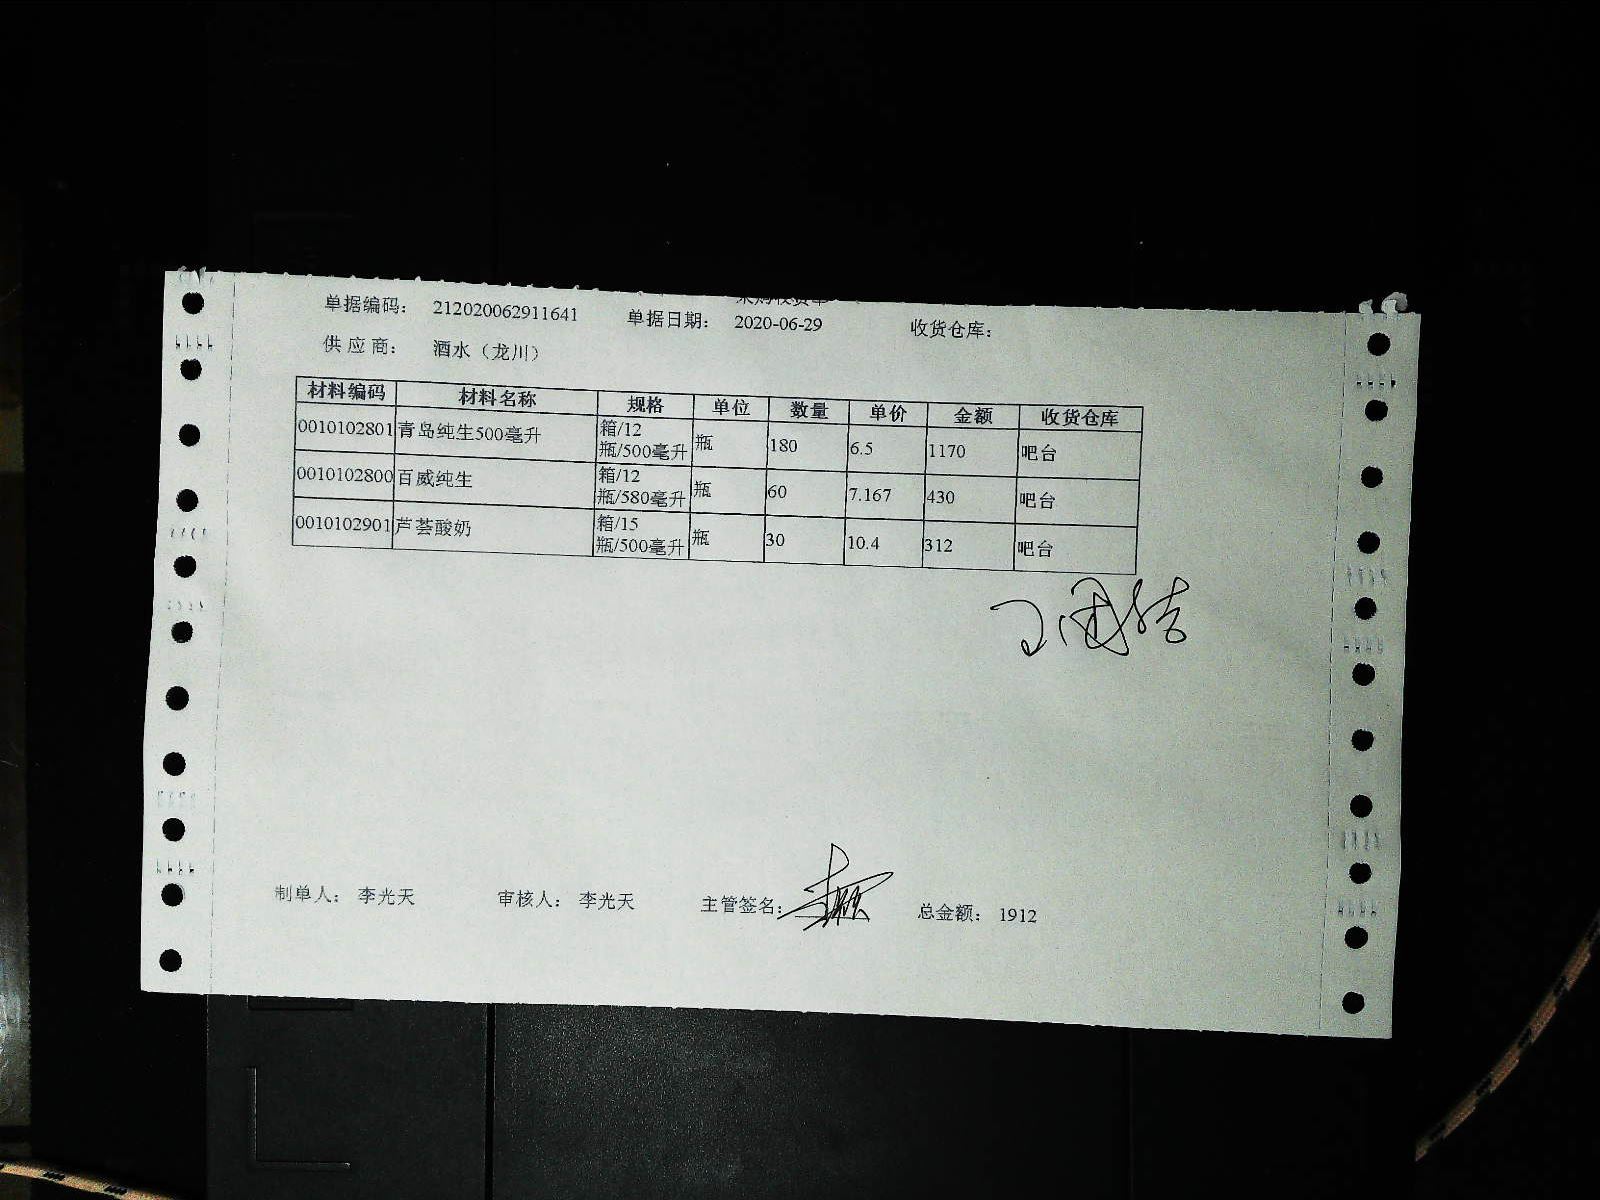 单据编码： 212020062911641 单据日期： 2020-06-29 收货仓库：
供 应 商： 酒水（龙川）
材料编码 材料名称 规格 单位 数量 单价 金额 收货仓库
0010102801 青岛纯生500毫升 箱/12瓶/500毫升 瓶 180 6.5 1170 吧台
0010102800 百威纯生 箱/12瓶/580毫升 瓶 60 7.167 430 吧台
0010102901 芦荟酸奶 箱/15瓶/500毫升 瓶 30 10.4 312 吧台
制单人： 李光天 审核人： 李光天 主管签名： 总金额： 1912